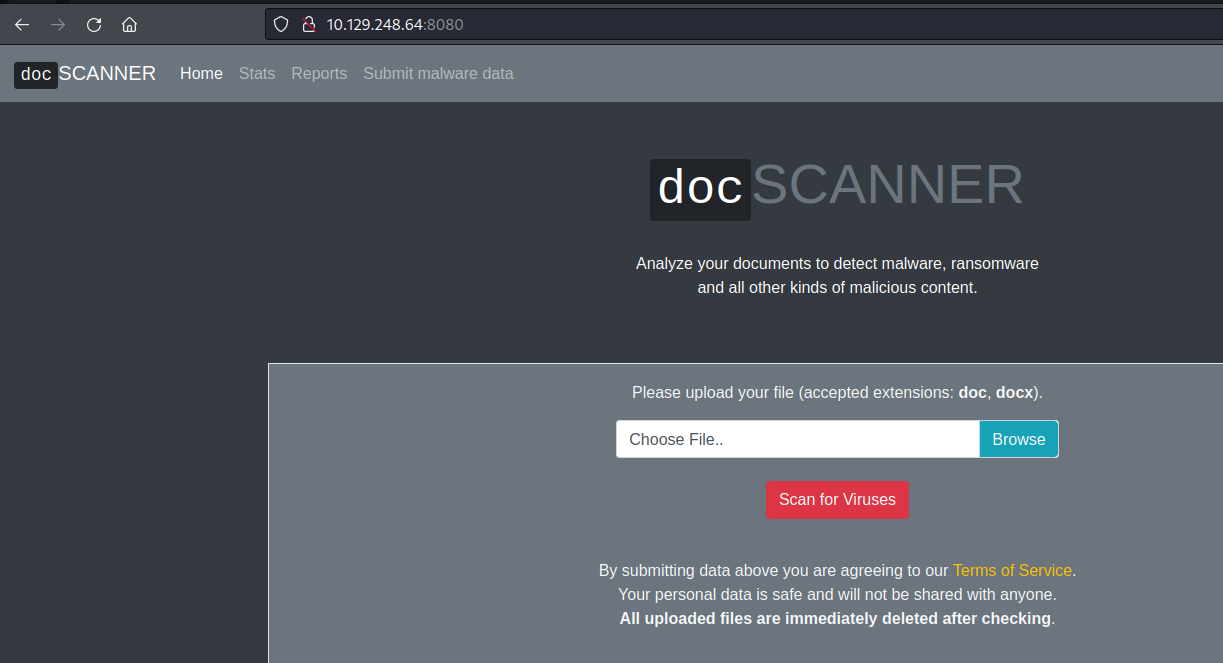 10.129.248.64:8080
docSCANNER Home Stats Reports Submit malware data
docSCANNER
Analyze your documents to detect malware, ransomware
and all other kinds of malicious content.
Please upload your file (accepted extensions: doc, docx).
Choose File.. Browse
Scan for Viruses
By submitting data above you are agreeing to our Terms of Service.
Your personal data is safe and will not be shared with anyone.
All uploaded files are immediately deleted after checking.